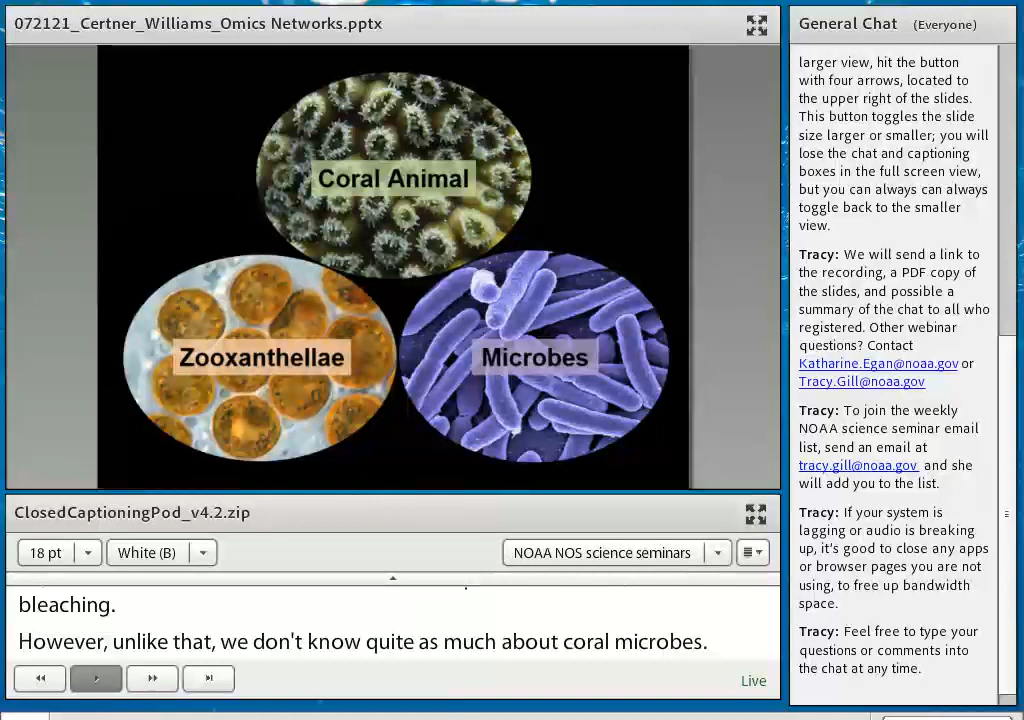 072121_Certner_Williams_Omics Networks.pptx
Coral Animal
Zooxanthellae
Microbes
ClosedCaptioningPod_v4.2.zip
18 pt
White (B)
NOAA NOS science seminars
bleaching.
However, unlike that, we don't know quite as much about coral microbes.
Live
General Chat (Everyone)
larger view, hit the button
with four arrows, located to
the upper right of the slides.
This button toggles the slide
size larger or smaller; you will
lose the chat and captioning
boxes in the full screen view,
but you can always can always
toggle back to the smaller
view.
Tracy: We will send a link to
the recording, a PDF copy of
the slides, and possible a
summary of the chat to all who
registered. Other webinar
questions? Contact
Katharine.Egan@noaa.gov or
Tracy.Gill@noaa.gov
Tracy: To join the weekly
NOAA science seminar email
list, send an email at
tracy.gill@noaa.gov and she
will add you to the list.
Tracy: If your system is
lagging or audio is breaking
up, it's good to close any apps
or browser pages you are not
using, to free up bandwidth
space.
Tracy: Feel free to type your
questions or comments into
the chat at any time.